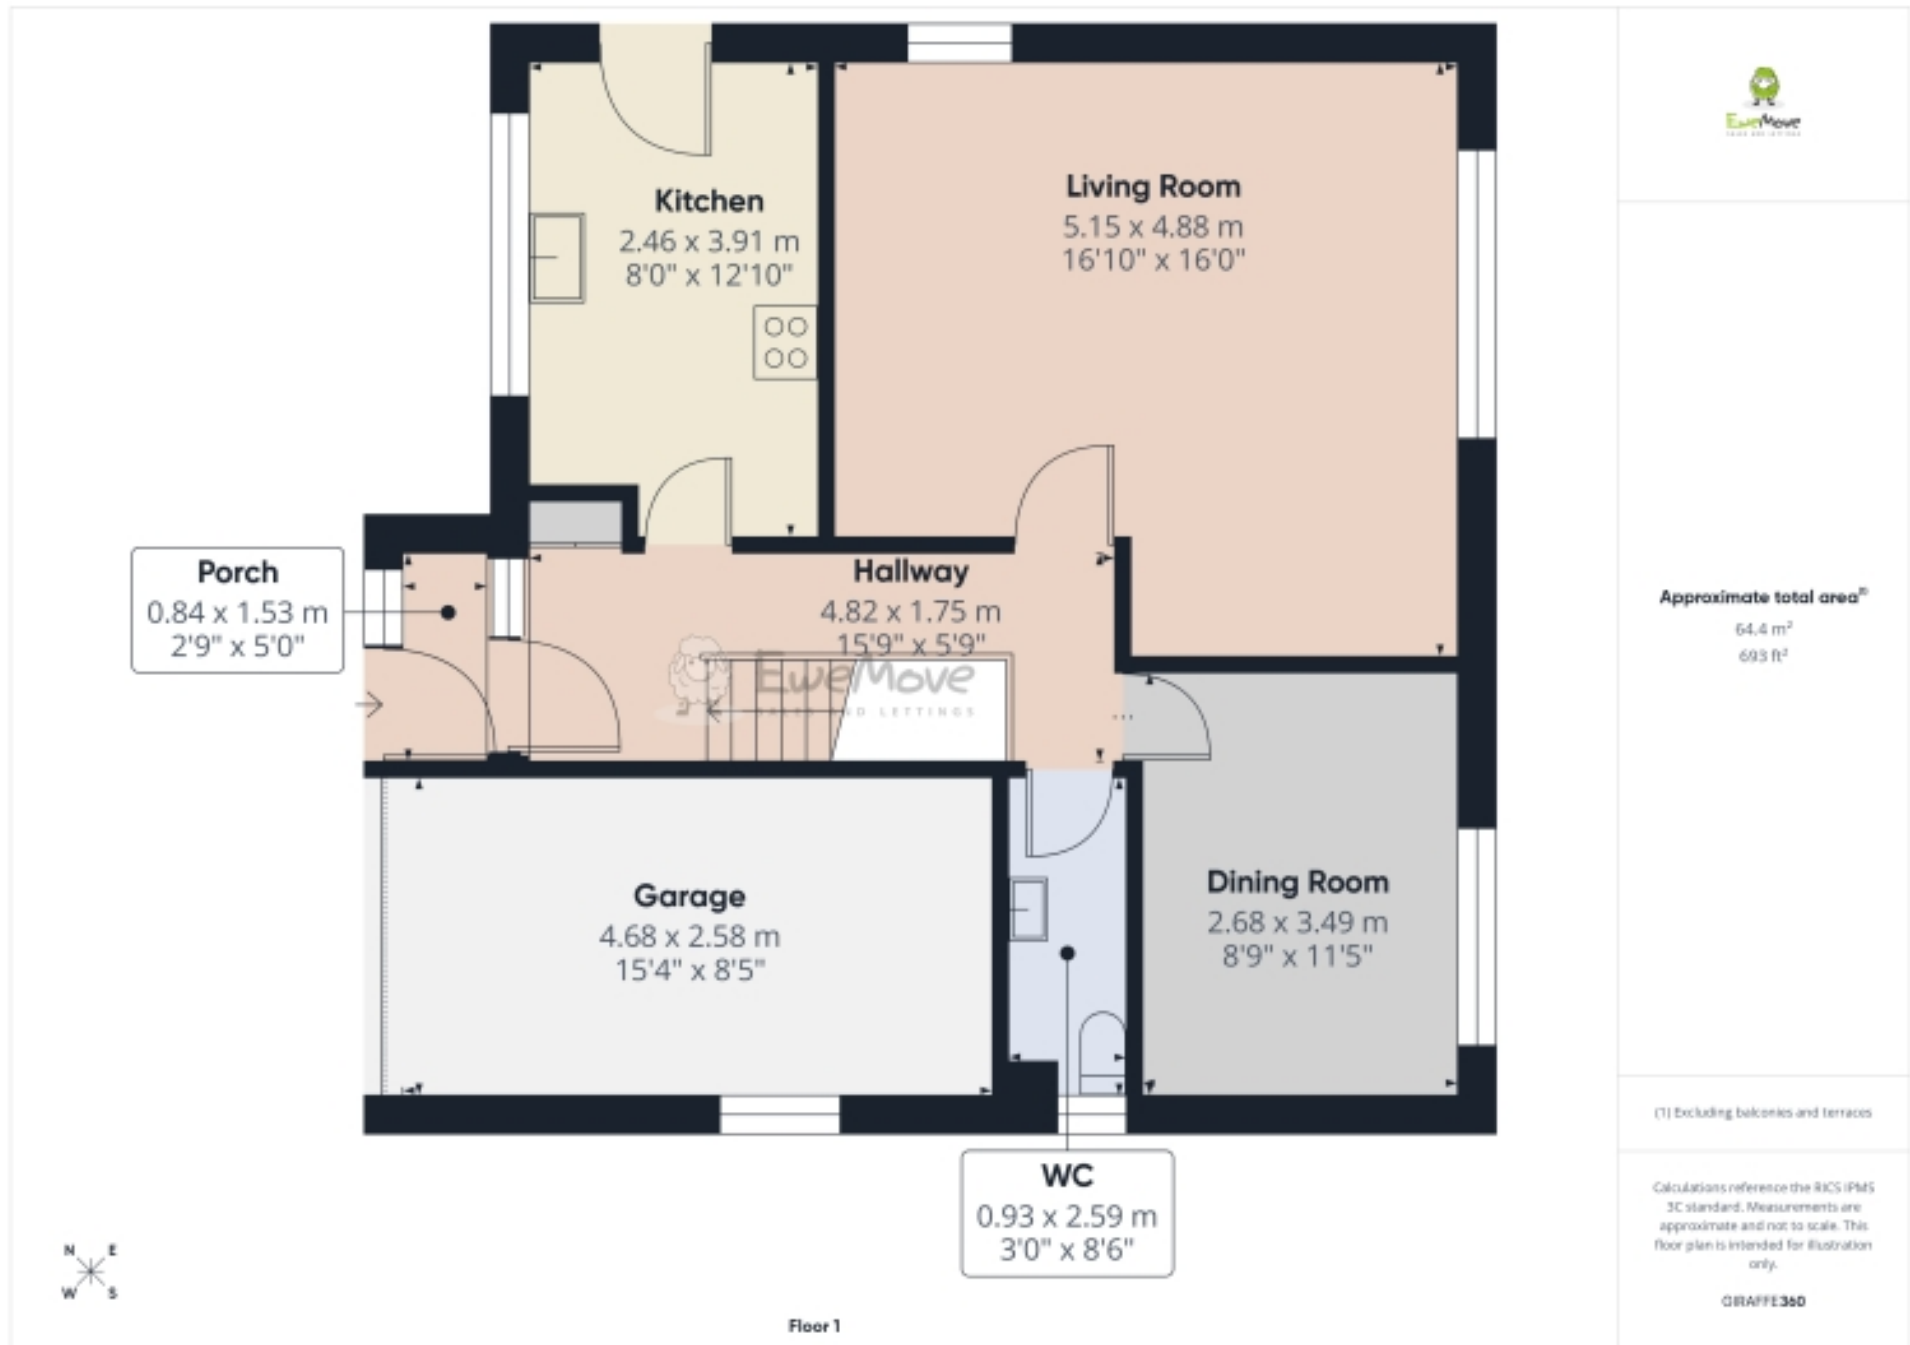 Kitchen
2.46 x 3.91 m
8'0" x 12'10"
Living Room
5.15 x 4.88 m
16'10" x 16'0"
EweMove
Porch
0.84 x 1.53 m
2'9" x 5'0"
Hallway
4.82 x 1.75 m
15'9" x 5'9"
EweMove
SALES AND LETTINGS
Approximate total area(1)
64.4 m²
693 ft²
Garage
4.68 x 2.58 m
15'4" x 8'5"
Dining Room
2.68 x 3.49 m
8'9" x 11'5"
WC
0.93 x 2.59 m
3'0" x 8'6"
(1) Excluding balconies and terraces
Calculations reference the RICS IPMS
3C standard. Measurements are
approximate and not to scale. This
floor plan is intended for illustration
only.
GIRAFFE360
N E
W S
Floor 1